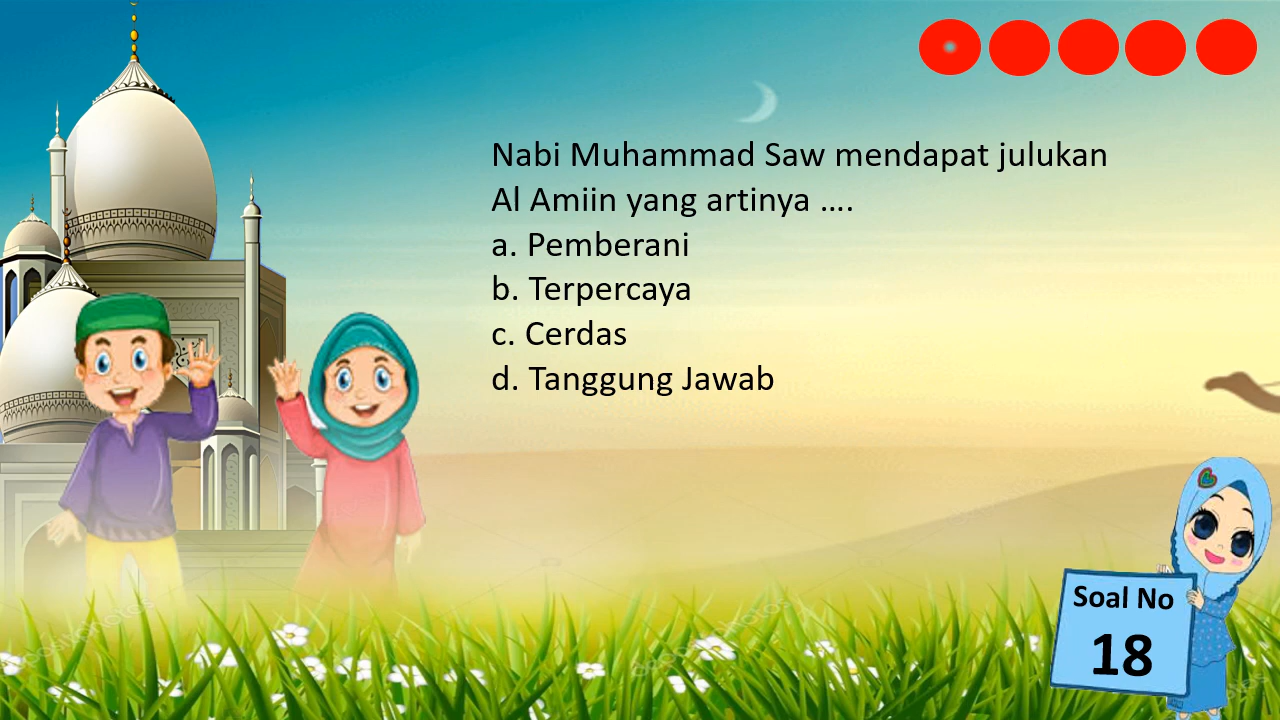 Nabi Muhammad Saw mendapat julukan
Al Amiin yang artinya ....
a. Pemberani
b. Terpercaya
c. Cerdas
d. Tanggung Jawab
Soal No
18